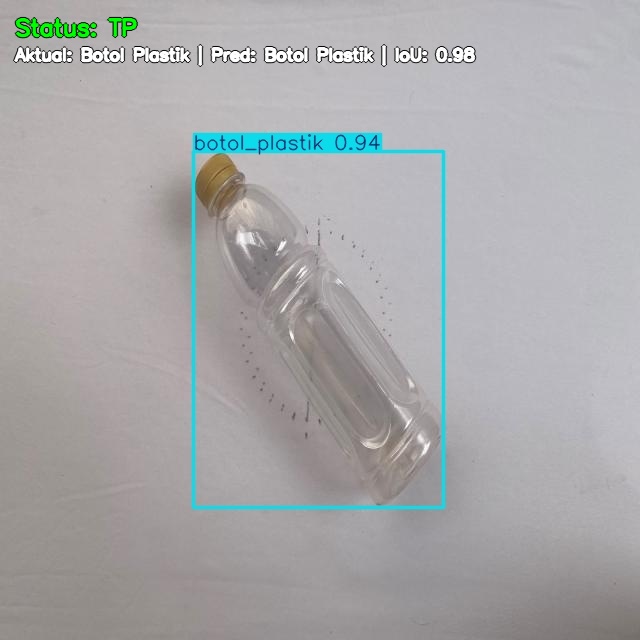 Status: TP
Aktual: Botol Plastik | Pred: Botol Plastik | IoU: 0.98
botol_plastik 0.94